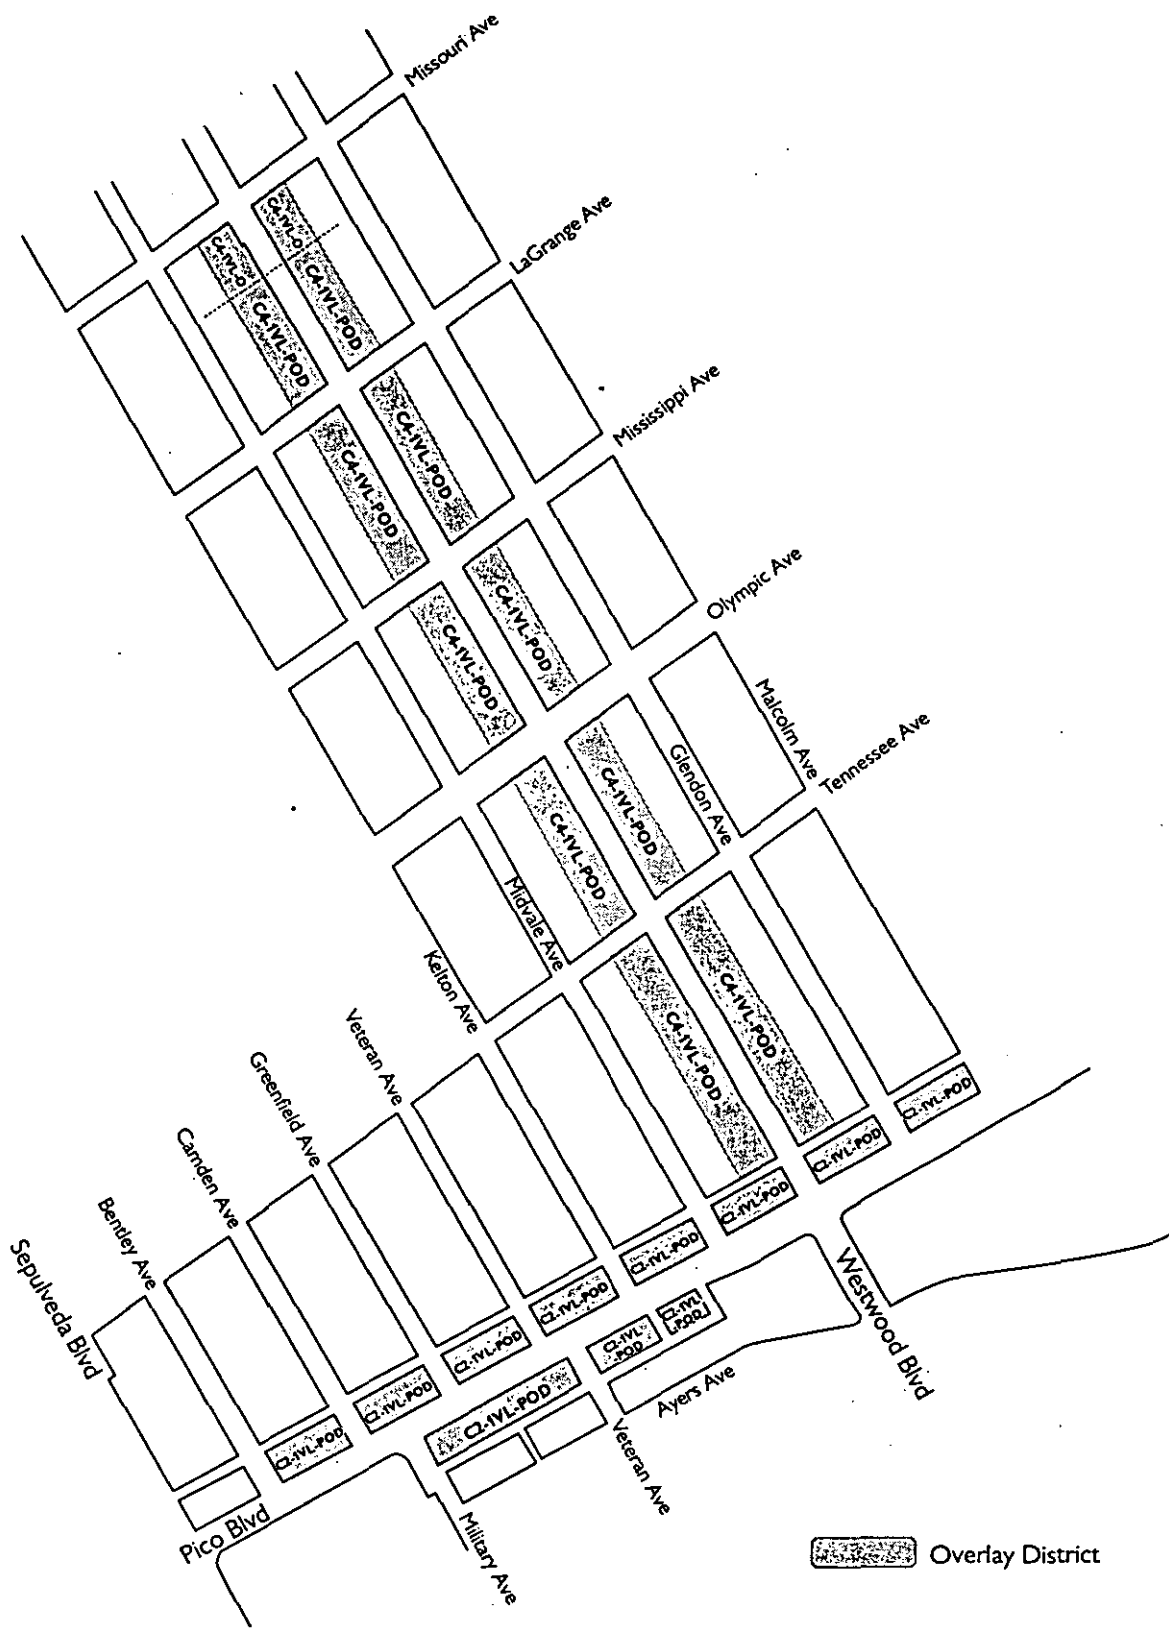 Missouri Ave
LaGrange Ave
C4-1VL-D
C4-1VL-D
C4-1VL-POD
C4-1VL-POD
Mississippi Ave
C4-1VL-POD
C4-1VL-POD
Olympic Ave
C4-1VL-POD
C4-1VL-POD
Malcolm Ave
Tennessee Ave
Glendon Ave
C4-1VL-POD
C4-1VL-POD
Midvale Ave
Kelton Ave
C4-1VL-POD
C4-1VL-POD
Veteran Ave
Greenfield Ave
Camden Ave
Bentley Ave
Sepulveda Blvd
C2-1VL-POD
C2-1VL-POD
C2-1VL-POD
C2-1VL-POD
C2-1VL-POD
C2-1VL-POD
C2-1VL-POD
C2-1VL-POD
C2-1VL
POD
C2-1VL
-POD
C2-1VL-POD
Westwood Blvd
Ayers Ave
Veteran Ave
Pico Blvd
Military Ave
Overlay District